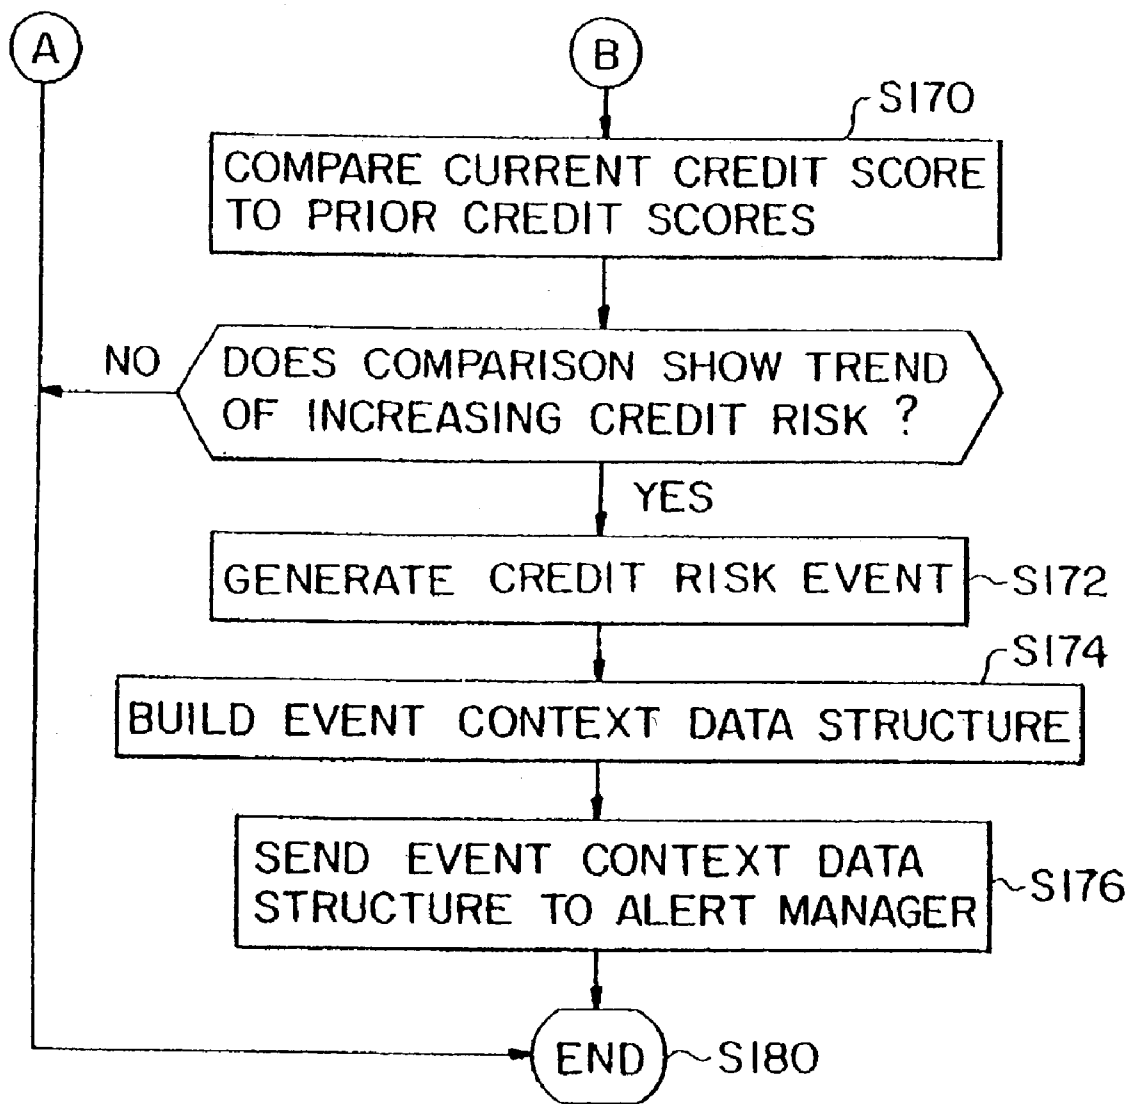 A
B
S170
COMPARE CURRENT CREDIT SCORE
TO PRIOR CREDIT SCORES
NO
DOES COMPARISON SHOW TREND
OF INCREASING CREDIT RISK ?
YES
GENERATE CREDIT RISK EVENT
S172
S174
BUILD EVENT CONTEXT DATA STRUCTURE
SEND EVENT CONTEXT DATA
STRUCTURE TO ALERT MANAGER
S176
END
S180